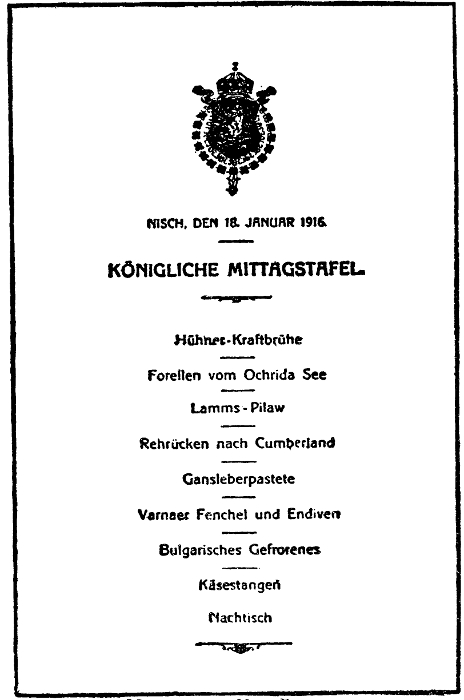 NISCH, DEN 18. JANUAR 1916.
KÖNIGLICHE MITTAGSTAFEL.
Hühner-Kraftbrühe
Forellen vom Ochrida See
Lamms-Pilaw
Rehrücken nach Cumberland
Gansleberpastete
Varnaer Fenchel und Endiven
Bulgarisches Gefrorenes
Käsestangen
Nachtisch